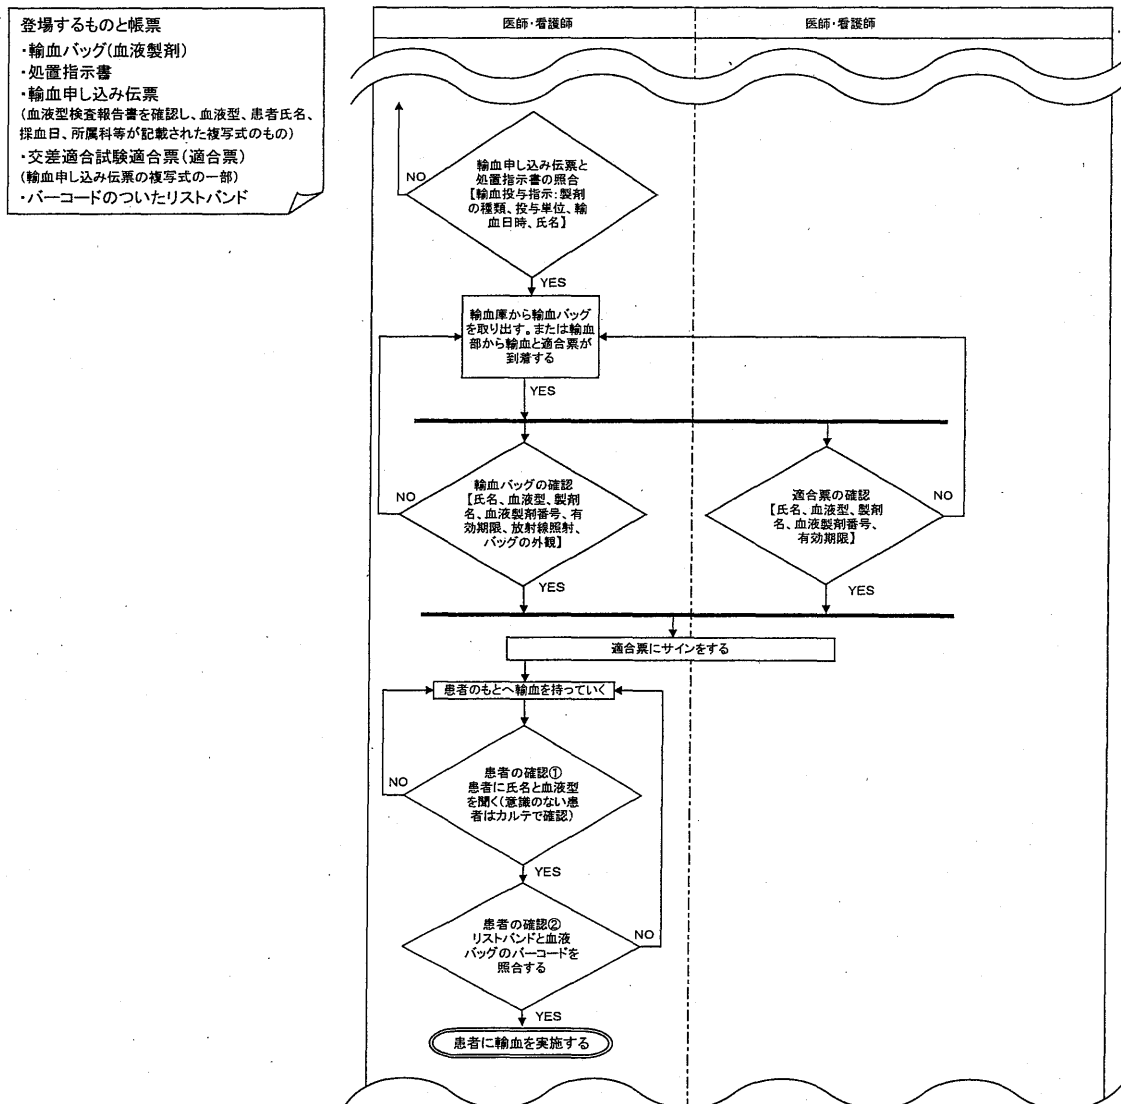 登場するものと帳票
・輸血バッグ(血液製剤)
・処置指示書
・輸血申し込み伝票
(血液型検査報告書を確認し、血液型、患者氏名、
採血日、所属科等が記載された複写式のもの)
・交差適合試験適合票(適合票)
(輸血申し込み伝票の複写式の一部)
・バーコードのついたリストバンド
医師・看護師
医師・看護師
輸血申し込み伝票と
処置指示書の照合
【輸血投与指示:製剤
の種類、投与単位、輸
血日時、氏名】
NO
YES
輸血庫から輸血バッグ
を取り出す。または輸血
部から輸血と適合票が
到着する
YES
輸血バッグの確認
【氏名、血液型、製剤
名、血液製剤番号、有
効期限、放射線照射、
バッグの外観】
NO
YES
適合票の確認
【氏名、血液型、製剤
名、血液製剤番号、
有効期限】
NO
YES
適合票にサインをする
患者のもとへ輸血を持っていく
患者の確認①
患者に氏名と血液型
を聞く(意識のない患
者はカルテで確認)
NO
YES
患者の確認②
リストバンドと血液
バッグのバーコードを
照合する
NO
YES
患者に輸血を実施する